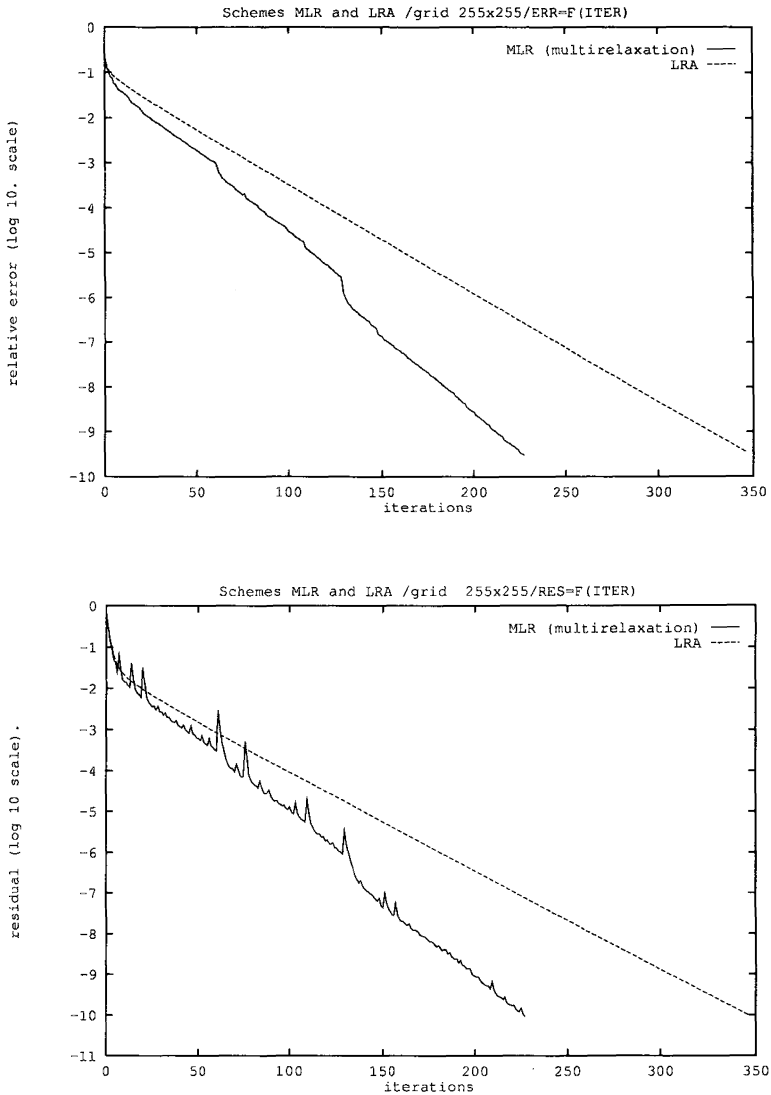 Schemes MLR and LRA /grid 255x255/ERR=F(ITER)
MLR (multirelaxation)
LRA
relative error (log 10. scale)
0
-1
-2
-3
-4
-5
-6
-7
-8
-9
-10
0 50 100 150 200 250 300 350
iterations
Schemes MLR and LRA /grid 255x255/RES=F(ITER)
MLR (multirelaxation)
LRA
residual (log 10 scale).
0
-1
-2
-3
-4
-5
-6
-7
-8
-9
-10
-11
0 50 100 150 200 250 300 350
iterations